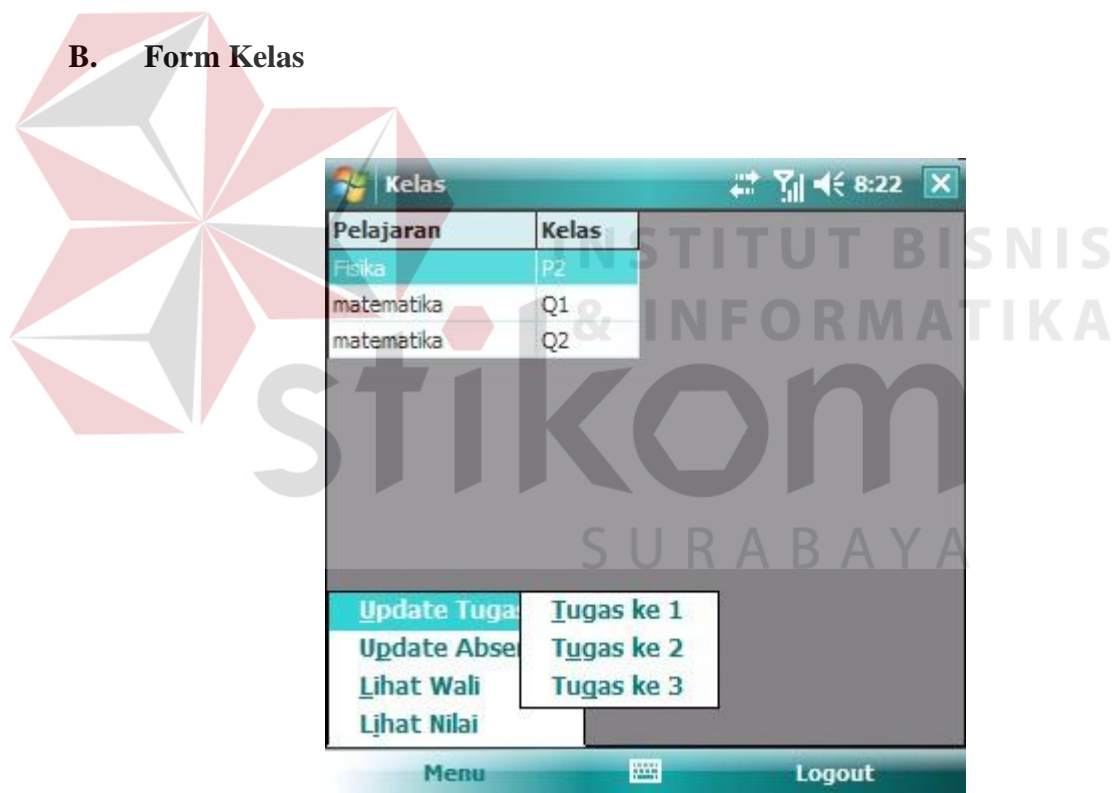 B. Form Kelas
Kelas 8:22
Pelajaran Kelas
Fisika P2
matematika Q1
matematika Q2
INSTITUT BISNIS
& INFORMATIKA
stikom
SURABAYA
Update Tugas
Update Absen
Lihat Wali
Lihat Nilai
Tugas ke 1
Tugas ke 2
Tugas ke 3
Menu Logout